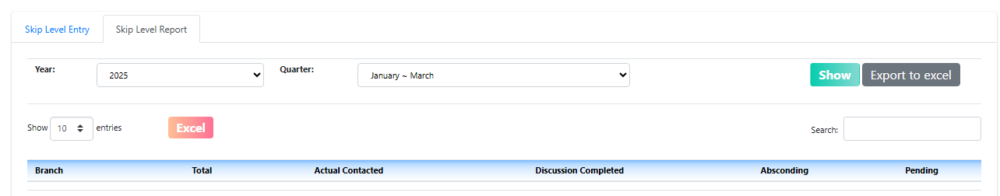 Skip Level Entry Skip Level Report
Year: 2025 Quarter: January ~ March Show Export to excel
Show 10 entries Excel Search:
Branch Total Actual Contacted Discussion Completed Absconding Pending